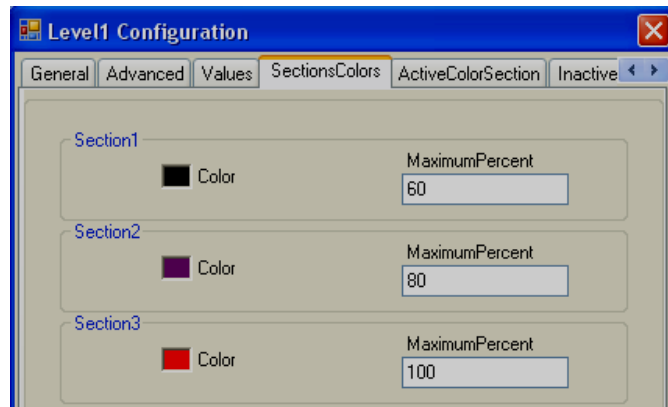 Level1 Configuration
General Advanced Values SectionsColors ActiveColorSection Inactive
Section1
Color
MaximumPercent
60
Section2
Color
MaximumPercent
80
Section3
Color
MaximumPercent
100